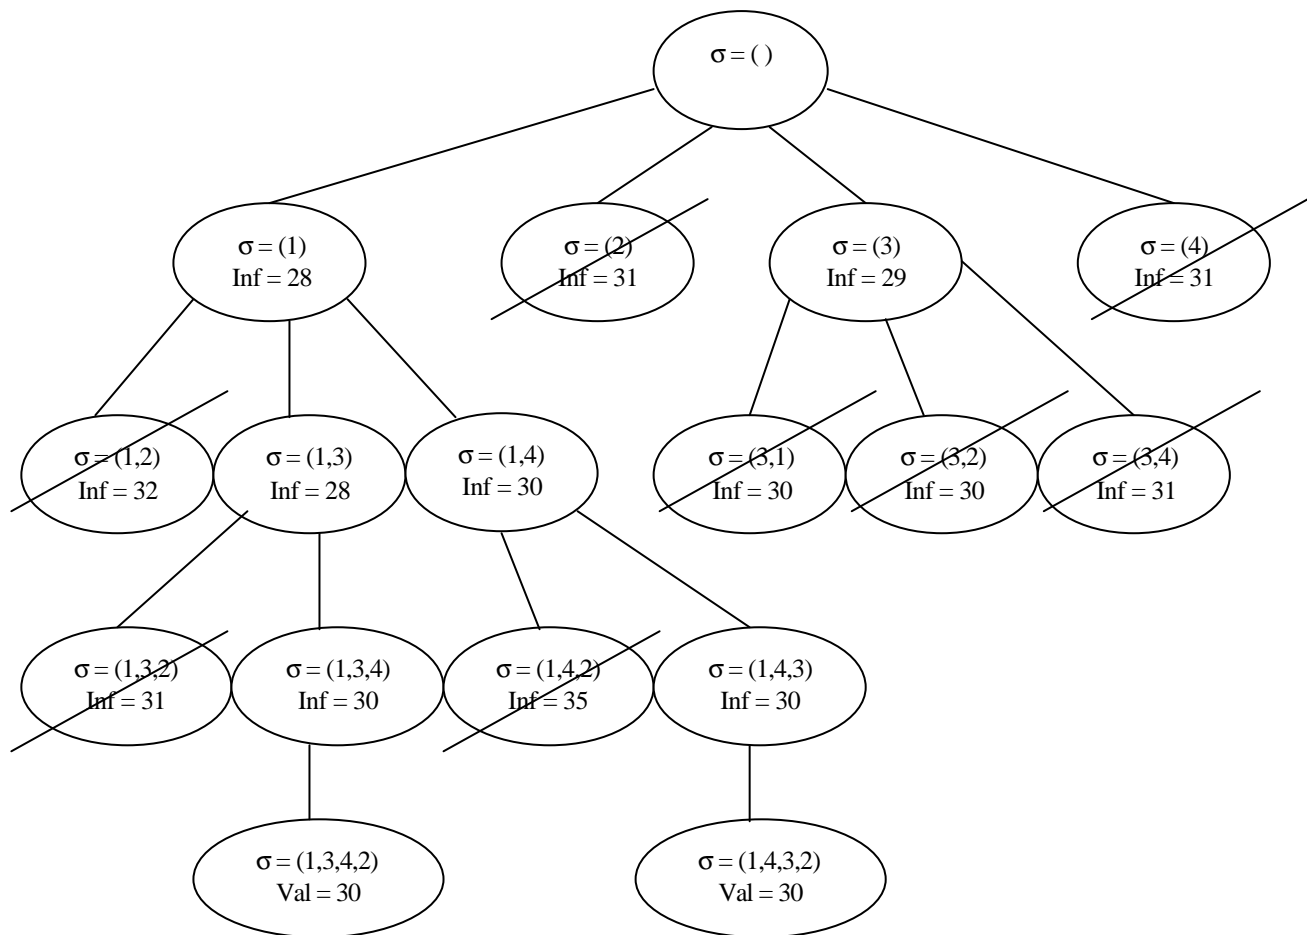 σ = ( )
σ = (1)
Inf = 28
σ = (2)
Inf = 31
σ = (3)
Inf = 29
σ = (4)
Inf = 31
σ = (1,2)
Inf = 32
σ = (1,3)
Inf = 28
σ = (1,4)
Inf = 30
σ = (3,1)
Inf = 30
σ = (3,2)
Inf = 30
σ = (3,4)
Inf = 31
σ = (1,3,2)
Inf = 31
σ = (1,3,4)
Inf = 30
σ = (1,4,2)
Inf = 35
σ = (1,4,3)
Inf = 30
σ = (1,3,4,2)
Val = 30
σ = (1,4,3,2)
Val = 30